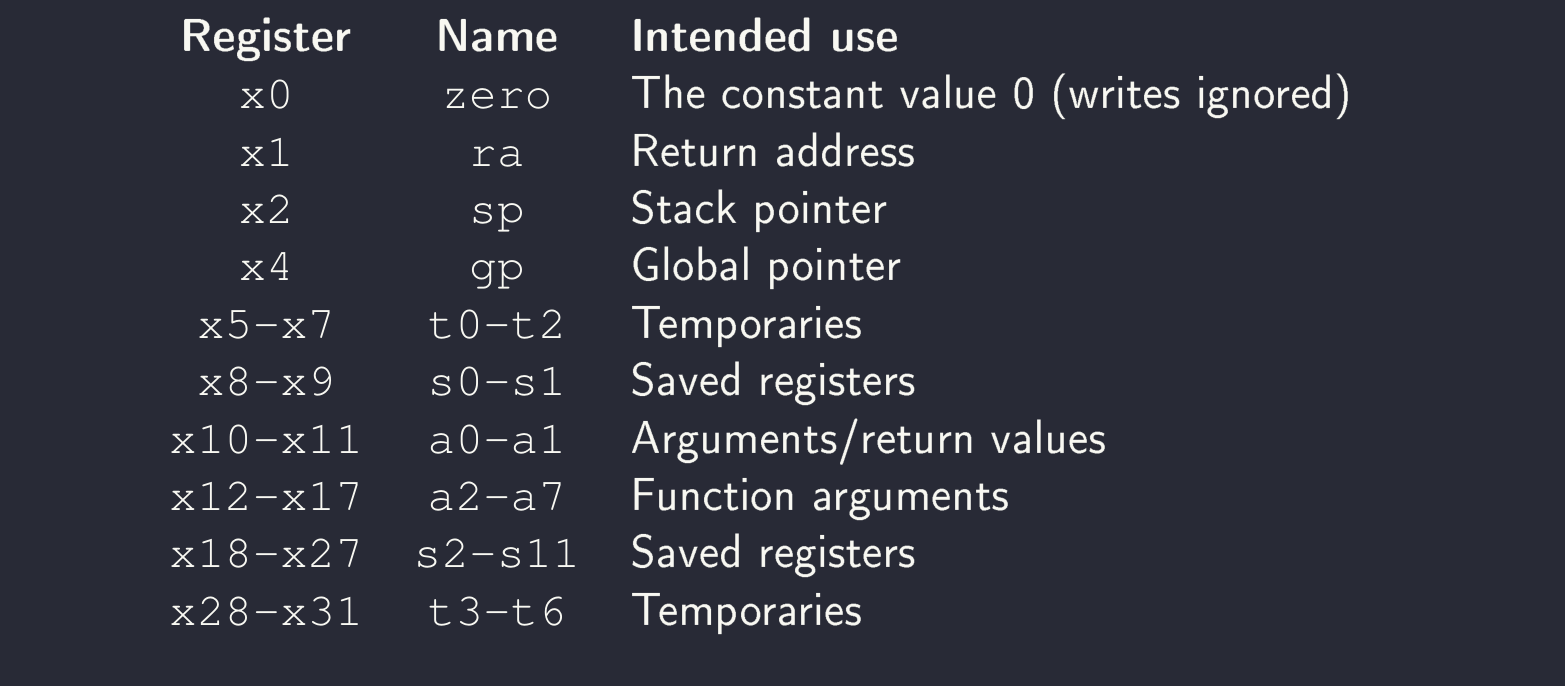 Register Name Intended use
x0 zero The constant value 0 (writes ignored)
x1 ra Return address
x2 sp Stack pointer
x4 gp Global pointer
x5–x7 t0–t2 Temporaries
x8–x9 s0–s1 Saved registers
x10–x11 a0–a1 Arguments/return values
x12–x17 a2–a7 Function arguments
x18–x27 s2–s11 Saved registers
x28–x31 t3–t6 Temporaries